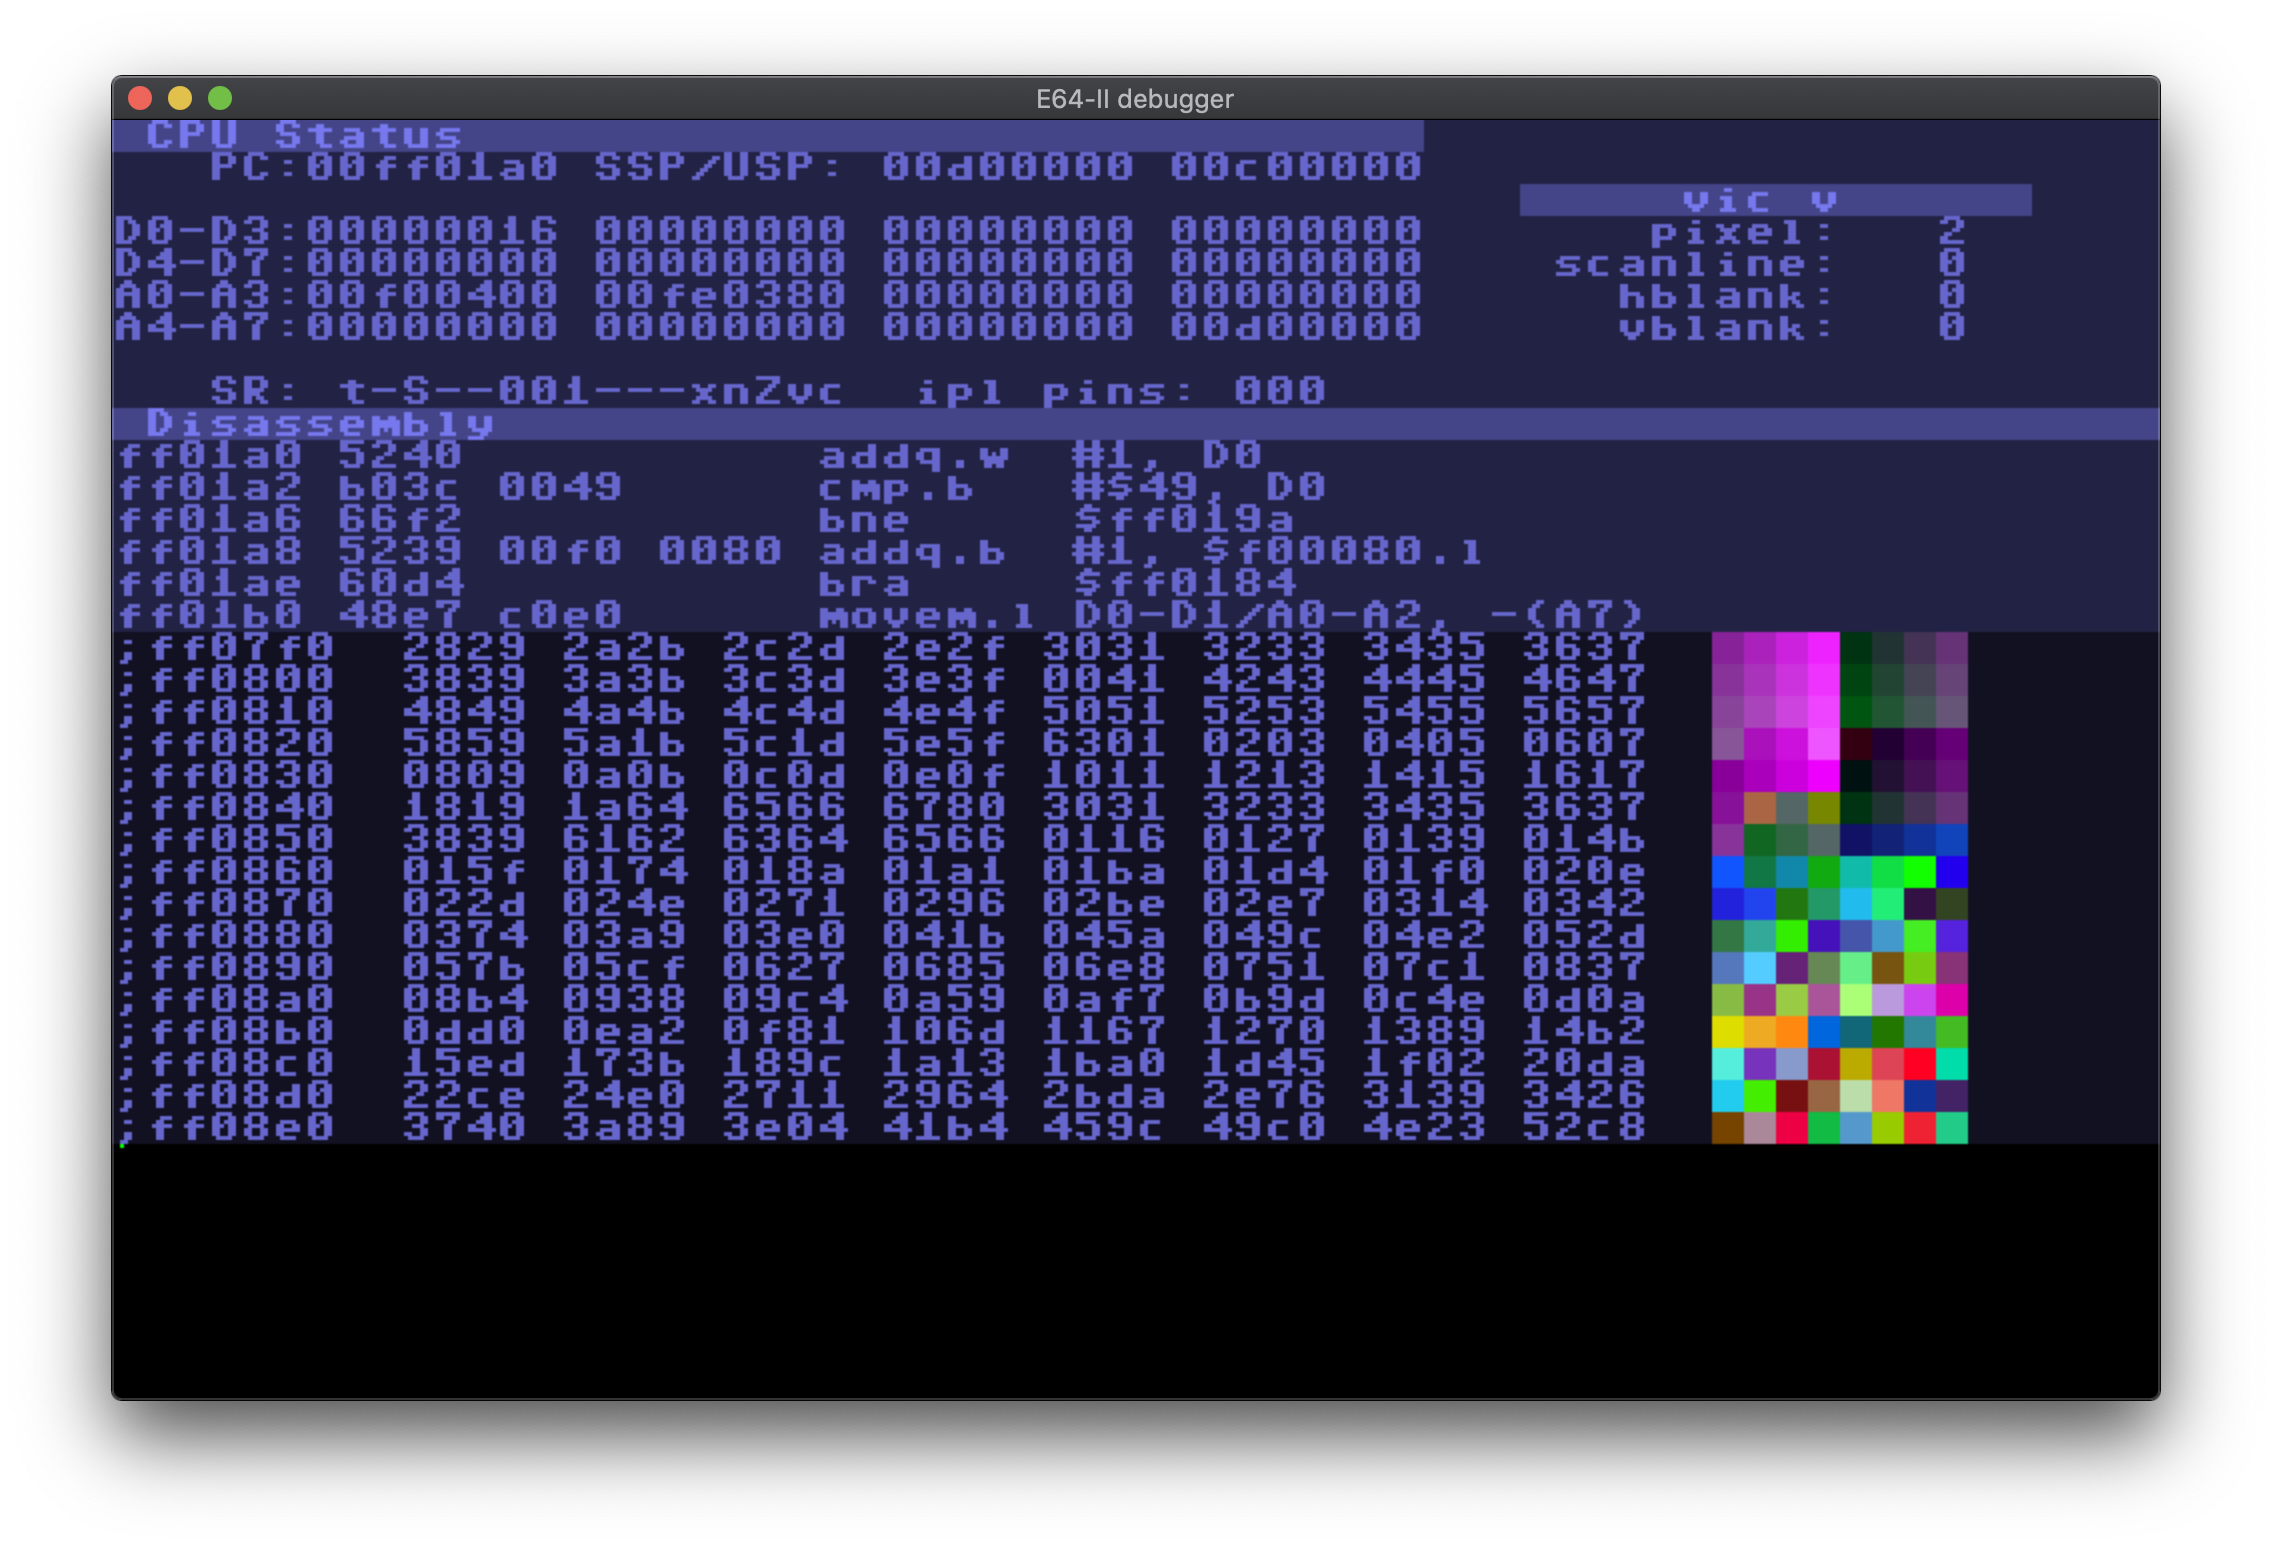 E64-II debugger
CPU Status
PC:00ff01a0 SSP/USP: 00d00000 00c00000
vic v
D0-D3:00000016 00000000 00000000 00000000 pixel: 2
D4-D7:00000000 00000000 00000000 00000000 scanline: 0
A0-A3:00f00400 00fe0380 00000000 00000000 hblank: 0
A4-A7:00000000 00000000 00000000 00d00000 vblank: 0
SR: t-S--001---xnZvc ipl pins: 000
Disassembly
ff01a0 5240 addq.w #1, D0
ff01a2 b03c 0049 cmp.b #$49, D0
ff01a6 66f2 bne $ff019a
ff01a8 5239 00f0 0080 addq.b #1, $f00080.l
ff01ae 60d4 bra $ff0184
ff01b0 48e7 c0e0 movem.l D0-D1/A0-A2, -(A7)
;ff07f0 2829 2a2b 2c2d 2e2f 3031 3233 3435 3637
;ff0800 3839 3a3b 3c3d 3e3f 0041 4243 4445 4647
;ff0810 4849 4a4b 4c4d 4e4f 5051 5253 5455 5657
;ff0820 5859 5a1b 5c1d 5e5f 6301 0203 0405 0607
;ff0830 0809 0a0b 0c0d 0e0f 1011 1213 1415 1617
;ff0840 1819 1a64 6566 6780 3031 3233 3435 3637
;ff0850 3839 6162 6364 6566 0116 0127 0139 014b
;ff0860 015f 0174 018a 01a1 01ba 01d4 01f0 020e
;ff0870 022d 024e 0271 0296 02be 02e7 0314 0342
;ff0880 0374 03a9 03e0 041b 045a 049c 04e2 052d
;ff0890 057b 05cf 0627 0685 06e8 0751 07c1 0837
;ff08a0 08b4 0938 09c4 0a59 0af7 0b9d 0c4e 0d0a
;ff08b0 0dd0 0ea2 0f81 106d 1167 1270 1389 14b2
;ff08c0 15ed 173b 189c 1a13 1ba0 1d45 1f02 20da
;ff08d0 22ce 24e0 2711 2964 2bda 2e76 3139 3426
;ff08e0 3740 3a89 3e04 41b4 459c 49c0 4e23 52c8